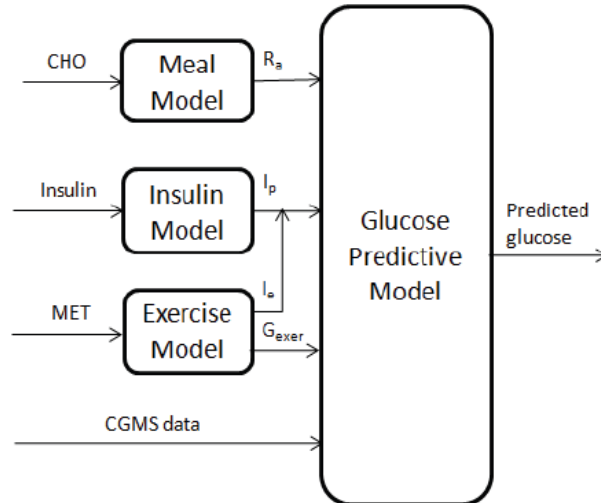 CHO
Meal
Model
Ra
Insulin
Insulin
Model
Ip
MET
Exercise
Model
Ie
Gexer
CGMS data
Glucose
Predictive
Model
Predicted
glucose